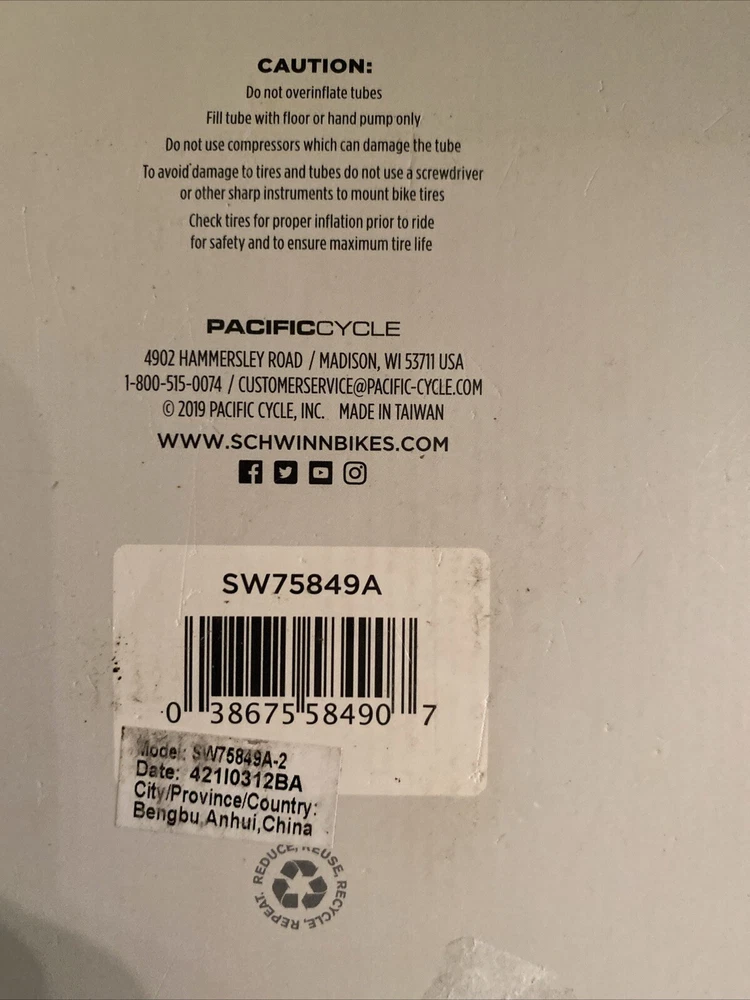 CAUTION:
Do not overinflate tubes
Fill tube with floor or hand pump only
Do not use compressors which can damage the tube
To avoid damage to tires and tubes do not use a screwdriver
or other sharp instruments to mount bike tires
Check tires for proper inflation prior to ride
for safety and to ensure maximum tire life
PACIFICCYCLE
4902 HAMMERSLEY ROAD / MADISON, WI 53711 USA
1-800-515-0074 / CUSTOMERSERVICE@PACIFIC-CYCLE.COM
© 2019 PACIFIC CYCLE, INC. MADE IN TAIWAN
WWW.SCHWINNBIKES.COM
SW75849A
0 38675 58490 7
Model: SW75849A-2
Date: 421I0312BA
City/Province/Country:
Bengbu,Anhui,China
REDUCE, REUSE, RECYCLE, REPEAT.